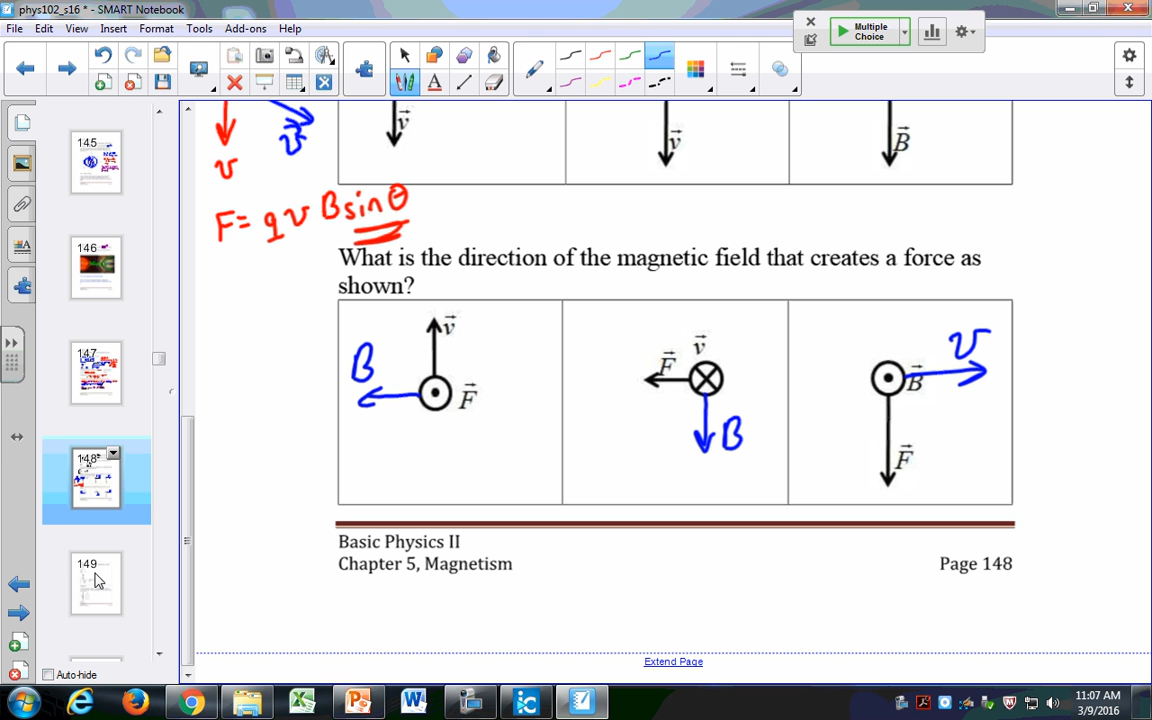 phys102_s16 * - SMART Notebook
File Edit View Insert Format Tools Add-ons Help
Multiple
Choice
A
145
146
147
148
149
Auto-hide
v
v
v
v
B
F= qv B sin θ
What is the direction of the magnetic field that creates a force as
shown?
B v F
F v B
B v F
Basic Physics II
Chapter 5, Magnetism Page 148
Extend Page
11:07 AM
3/9/2016